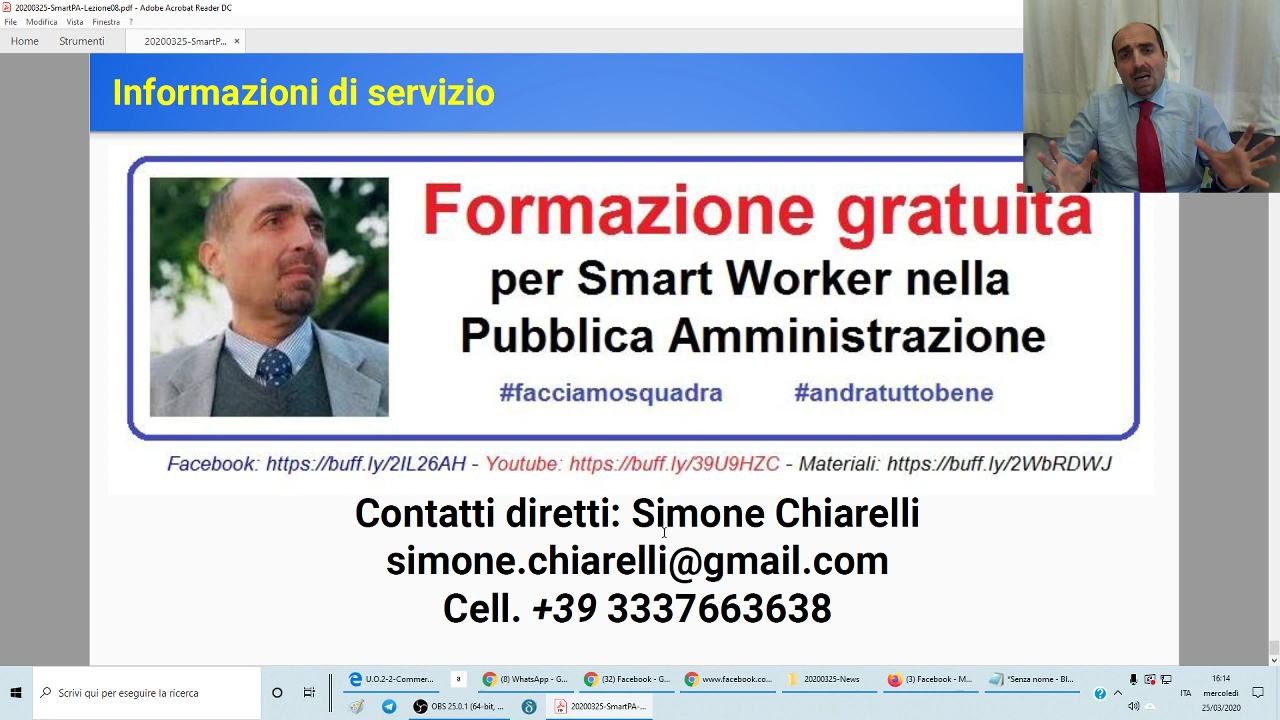 20200325-SmartPA-Lezione08.pdf - Adobe Acrobat Reader DC
File Modifica Vista Finestra ?
Home Strumenti 20200325-SmartP... ×
Informazioni di servizio
Formazione gratuita
per Smart Worker nella
Pubblica Amministrazione
#facciamosquadra #andratuttobene
Facebook: https://buff.ly/2IL26AH - Youtube: https://buff.ly/39U9HZC - Materiali: https://buff.ly/2WbRDWJ
Contatti diretti: Simone Chiarelli
simone.chiarelli@gmail.com
Cell. +39 3337663638
U.O.2-2-Commer... (8) WhatsApp - G... (32) Facebook - G... www.facebook.co... 20200325-News (3) Facebook - M... *Senza nome - Bl... 16:14
Scrivi qui per eseguire la ricerca ITA mercoledì
OBS 25.0.1 (64-bit, ... 20200325-SmartPA-... 25/03/2020